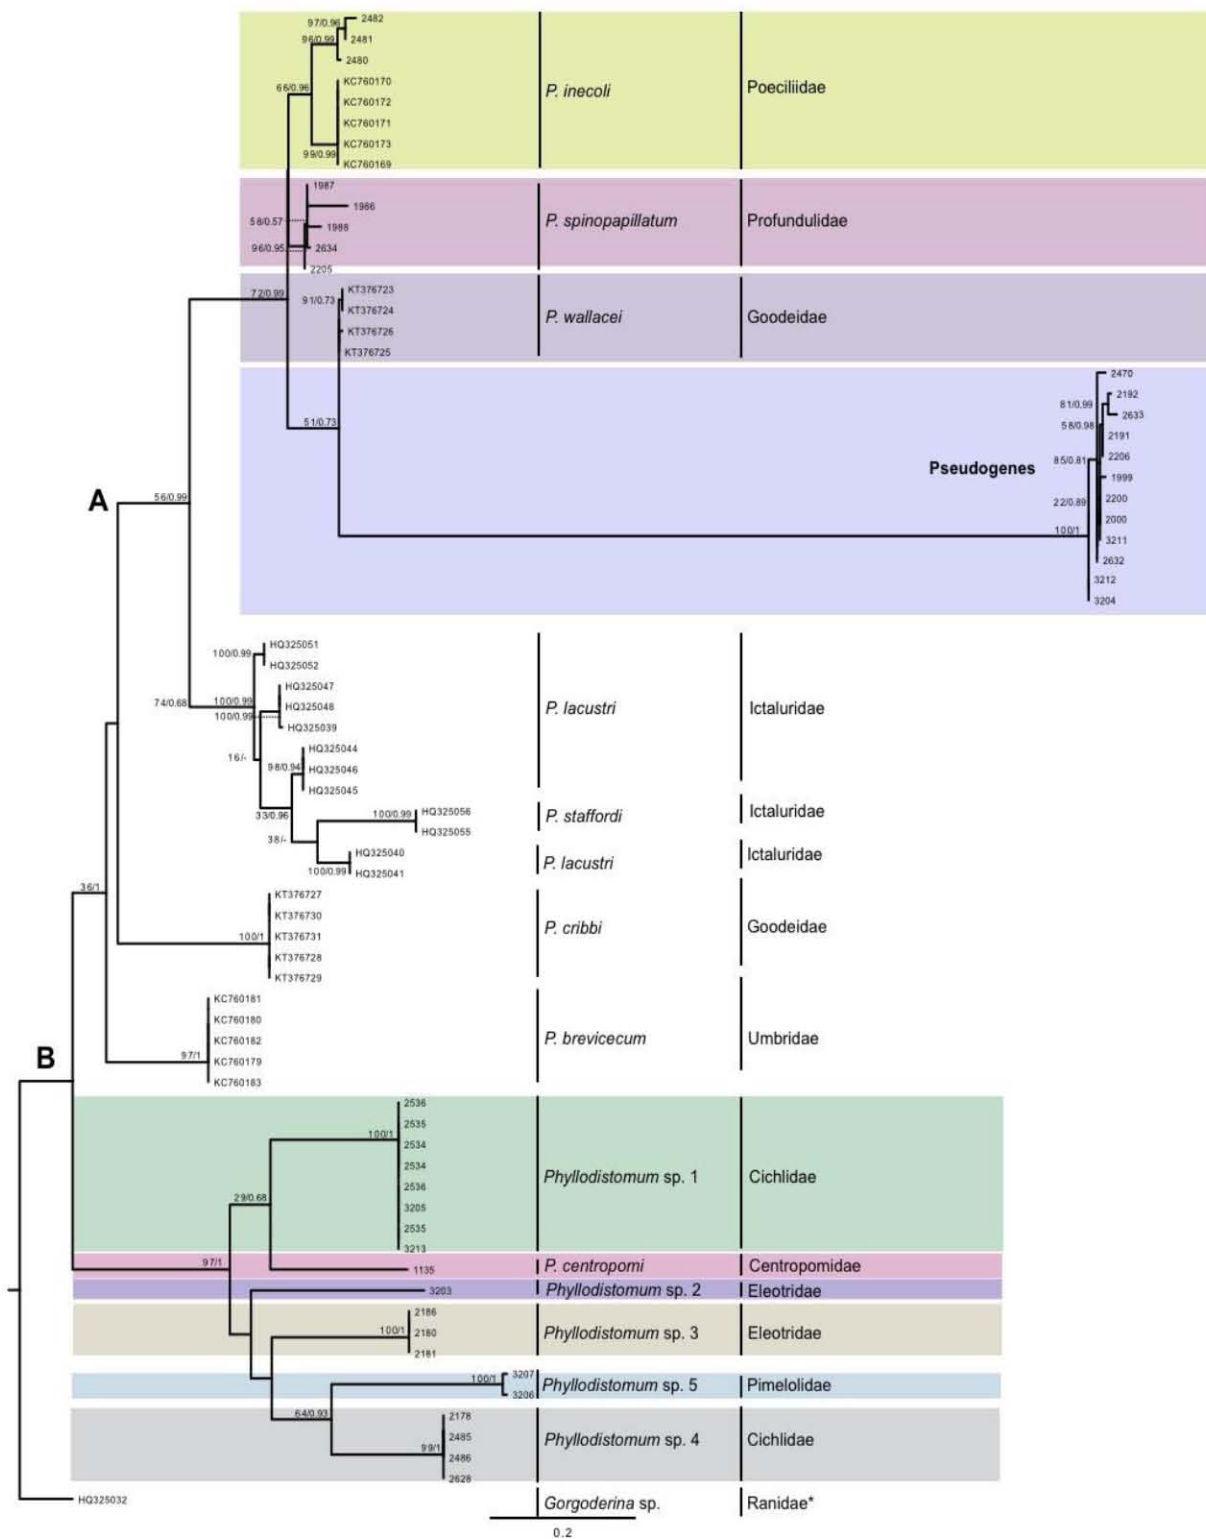 97/0.96
2482
96/0.99
2481
2480
66/0.96
KC760170
P. inecoli
Poeciliidae
KC760172
KC760171
KC760173
99/0.99
KC760169
1987
1986
58/0.57
P. spinopapillatum
Profundulidae
1988
96/0.95
2634
2205
72/0.99
KT376723
91/0.73
KT376724
P. wallacei
Goodeidae
KT376726
KT376725
2470
2192
81/0.99
2633
51/0.73
58/0.98
2191
2206
85/0.81
Pseudogenes
1999
A
56/0.99
2200
22/0.89
2000
100/1
3211
2632
3212
3204
HQ325051
100/0.99
HQ325052
HQ325047
74/0.68
100/0.99
HQ325048
P. lacustri
Ictaluridae
100/0.99
HQ325039
HQ325044
16/-
98/0.94
HQ325046
HQ325045
33/0.96
100/0.99
HQ325056
P. staffordi
Ictaluridae
HQ325055
38/-
HQ325040
P. lacustri
Ictaluridae
100/0.99
HQ325041
36/1
KT376727
KT376730
P. cribbi
Goodeidae
100/1
KT376731
KT376728
KT376729
KC760181
KC760180
KC760182
P. brevicecum
Umbridae
B
97/1
KC760179
KC760183
2536
2535
100/1
2534
2534
Phyllodistomum sp. 1
Cichlidae
29/0.68
2536
3205
2535
3213
97/1
1135
P. centropomi
Centropomidae
3203
Phyllodistomum sp. 2
Eleotridae
2186
100/1
2180
Phyllodistomum sp. 3
Eleotridae
2181
100/1
3207
Phyllodistomum sp. 5
Pimelolidae
3206
64/0.93
2178
2485
Phyllodistomum sp. 4
Cichlidae
99/1
2486
2628
HQ325032
Gorgoderina sp.
Ranidae*
0.2